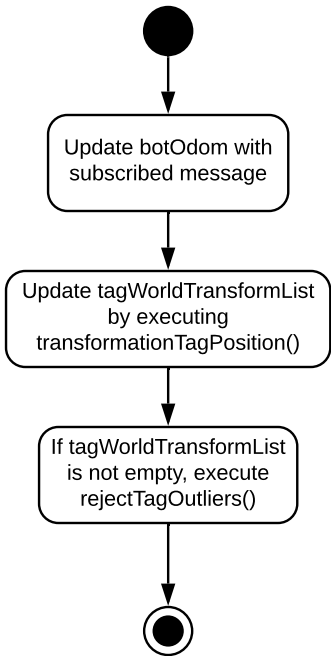 Update botOdom with
subscribed message
Update tagWorldTransformList
by executing
transformationTagPosition()
If tagWorldTransformList
is not empty, execute
rejectTagOutliers()